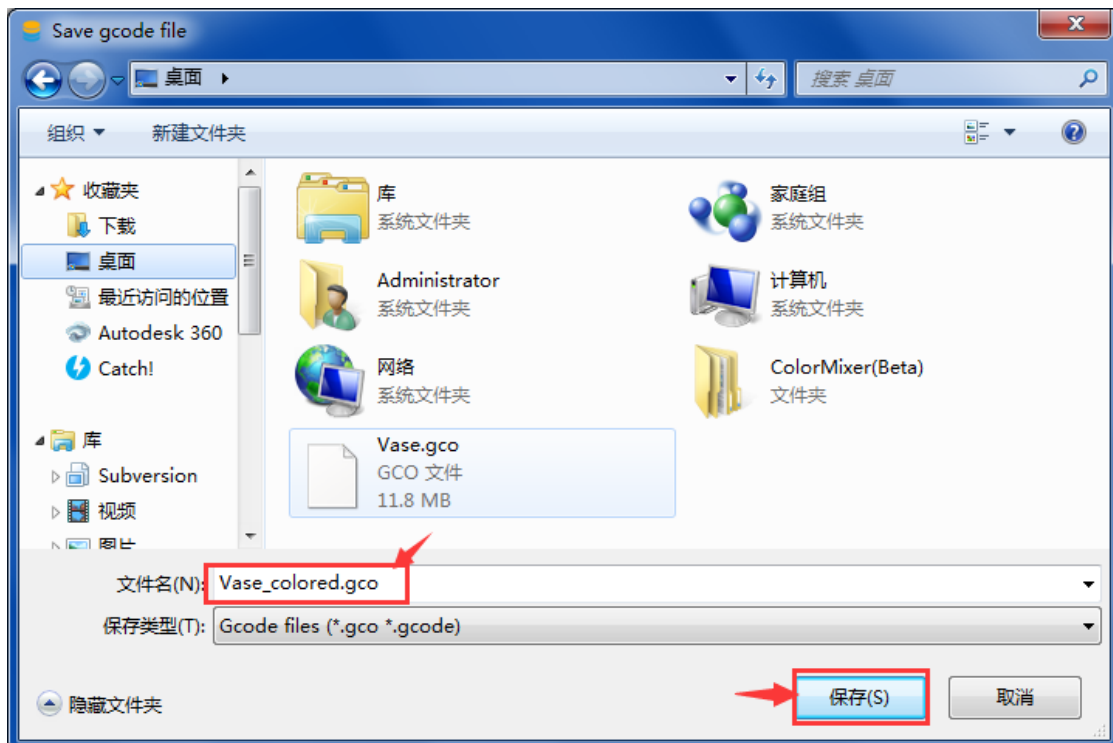 Save gcode file
桌面
搜索 桌面
组织
新建文件夹
收藏夹
下载
桌面
最近访问的位置
Autodesk 360
Catch!
库
Subversion
视频
图片
库
系统文件夹
家庭组
系统文件夹
Administrator
系统文件夹
计算机
系统文件夹
网络
系统文件夹
ColorMixer(Beta)
文件夹
Vase.gco
GCO 文件
11.8 MB
文件名(N): Vase_colored.gco
保存类型(T): Gcode files (*.gco *.gcode)
隐藏文件夹
保存(S)
取消